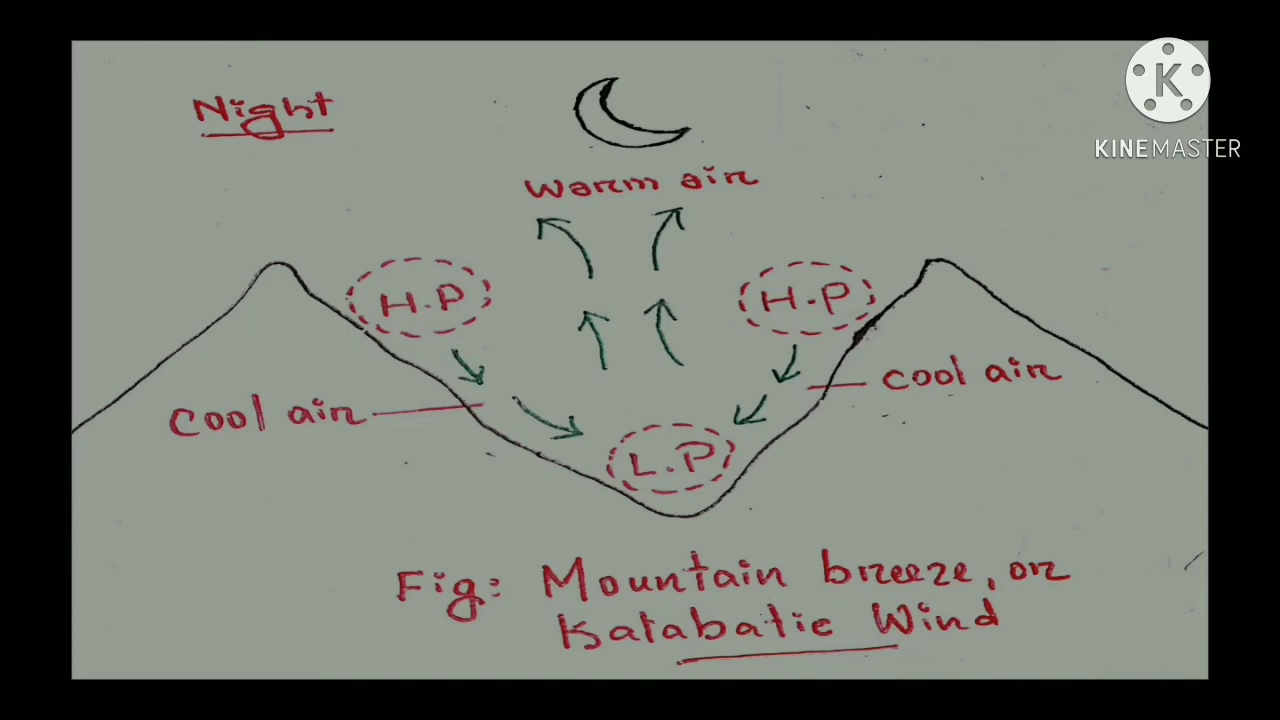 Night
KINEMASTER
Warm air
H.P
H.P
Cool air
Cool air
L.P
Fig: Mountain breeze, or
Katabatic Wind